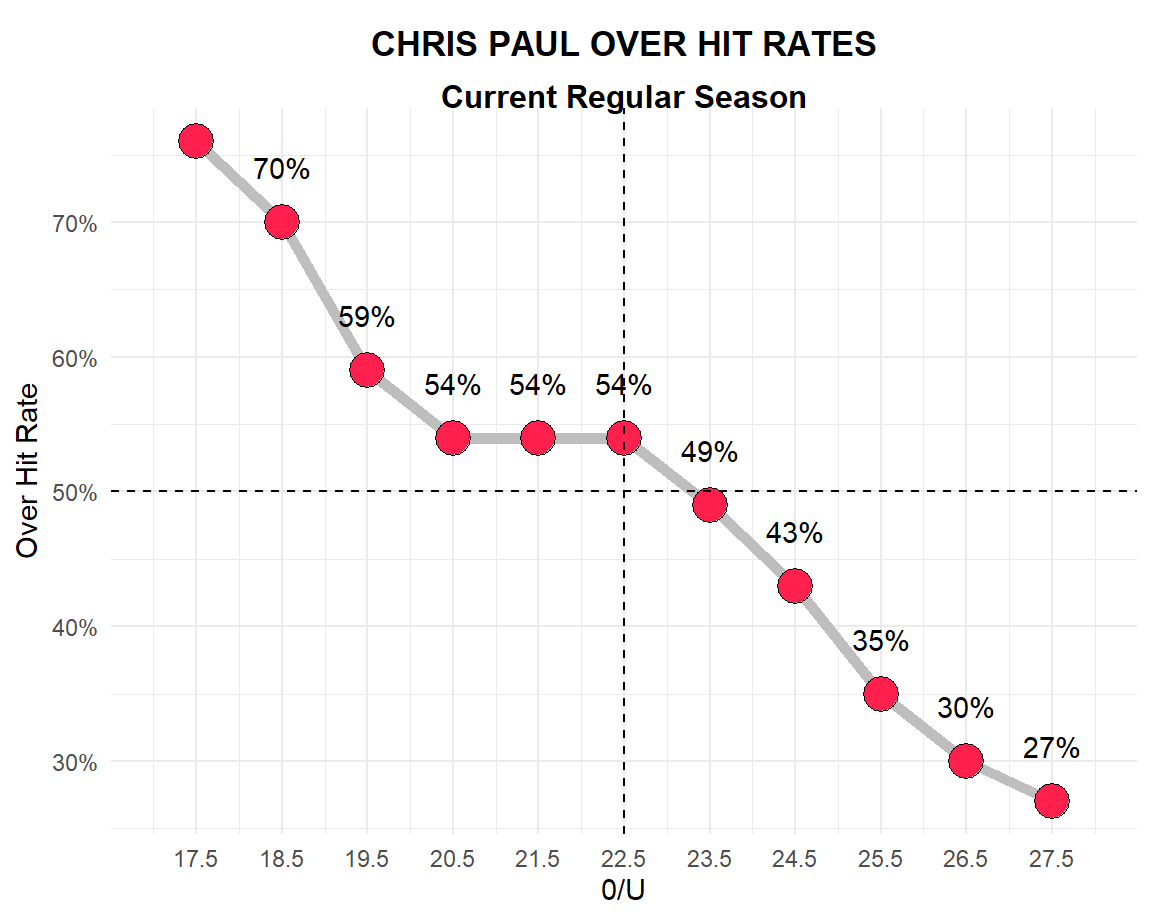 CHRIS PAUL OVER HIT RATES
Current Regular Season
70%
59%
54% 54% 54%
49%
43%
35%
30%
27%
70%
60%
50%
40%
30%
Over Hit Rate
17.5 18.5 19.5 20.5 21.5 22.5 23.5 24.5 25.5 26.5 27.5
0/U